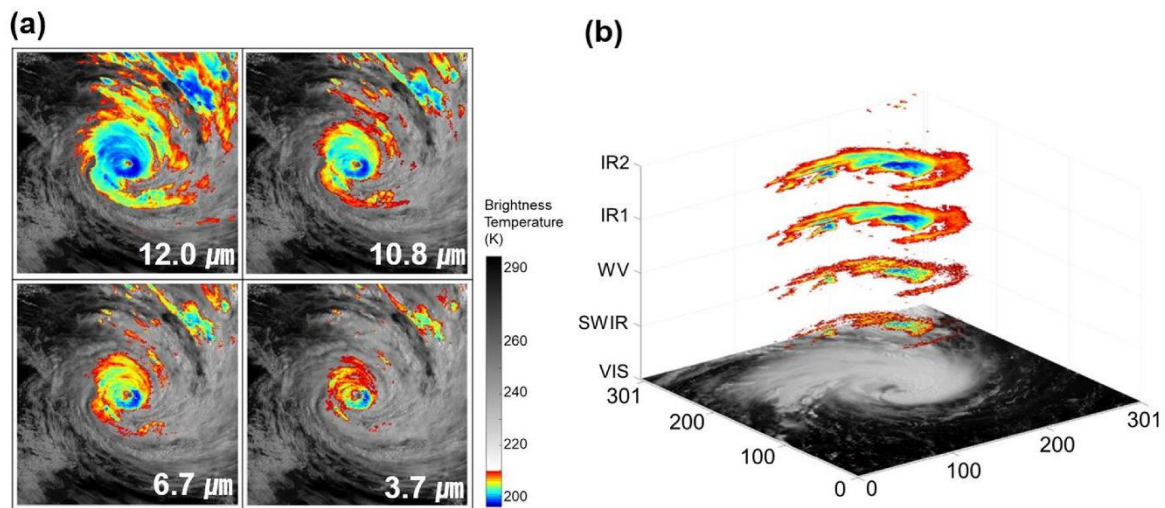 (a)
12.0 ㎛
10.8 ㎛
6.7 ㎛
3.7 ㎛
Brightness
Temperature
(K)
290
260
240
220
200
(b)
IR2
IR1
WV
SWIR
VIS
301
200
100
0
0
100
200
301